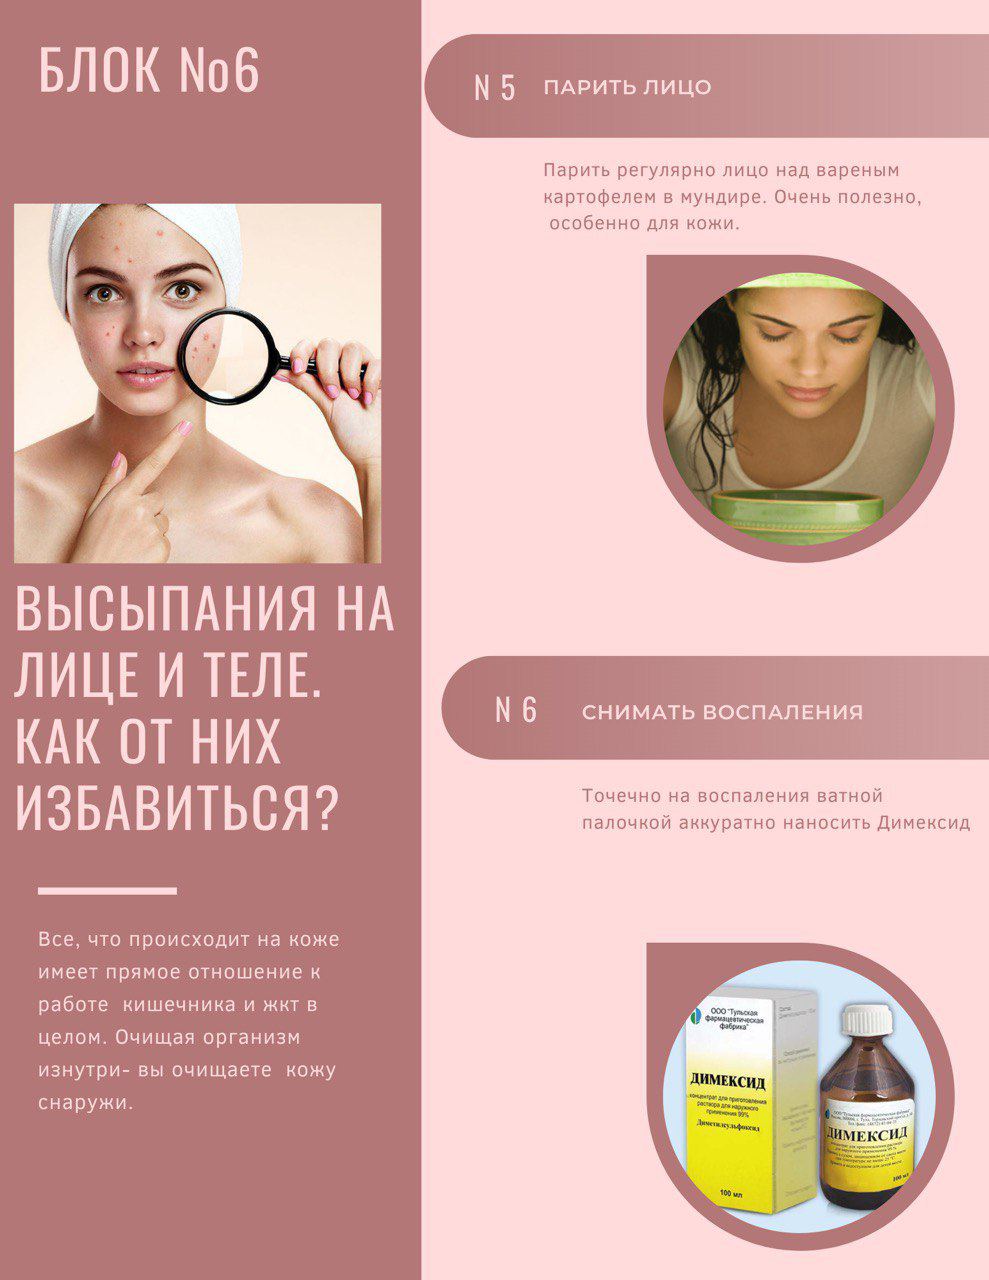 БЛОК №6
ВЫСЫПАНИЯ НА
ЛИЦЕ И ТЕЛЕ.
КАК ОТ НИХ
ИЗБАВИТЬСЯ?
Все, что происходит на коже
имеет прямое отношение к
работе кишечника и жкт в
целом. Очищая организм
изнутри- вы очищаете кожу
снаружи.
N 5 ПАРИТЬ ЛИЦО
Парить регулярно лицо над вареным
картофелем в мундире. Очень полезно,
особенно для кожи.
N 6 СНИМАТЬ ВОСПАЛЕНИЯ
Точечно на воспаления ватной
палочкой аккуратно наносить Димексид
ООО "Тульская
фармацевтическая
фабрика"
ДИМЕКСИД
концентрат для приготовления
раствора для наружного
применения 99%
Диметилсульфоксид
100 мл
ДИМЕКСИД
100 мл